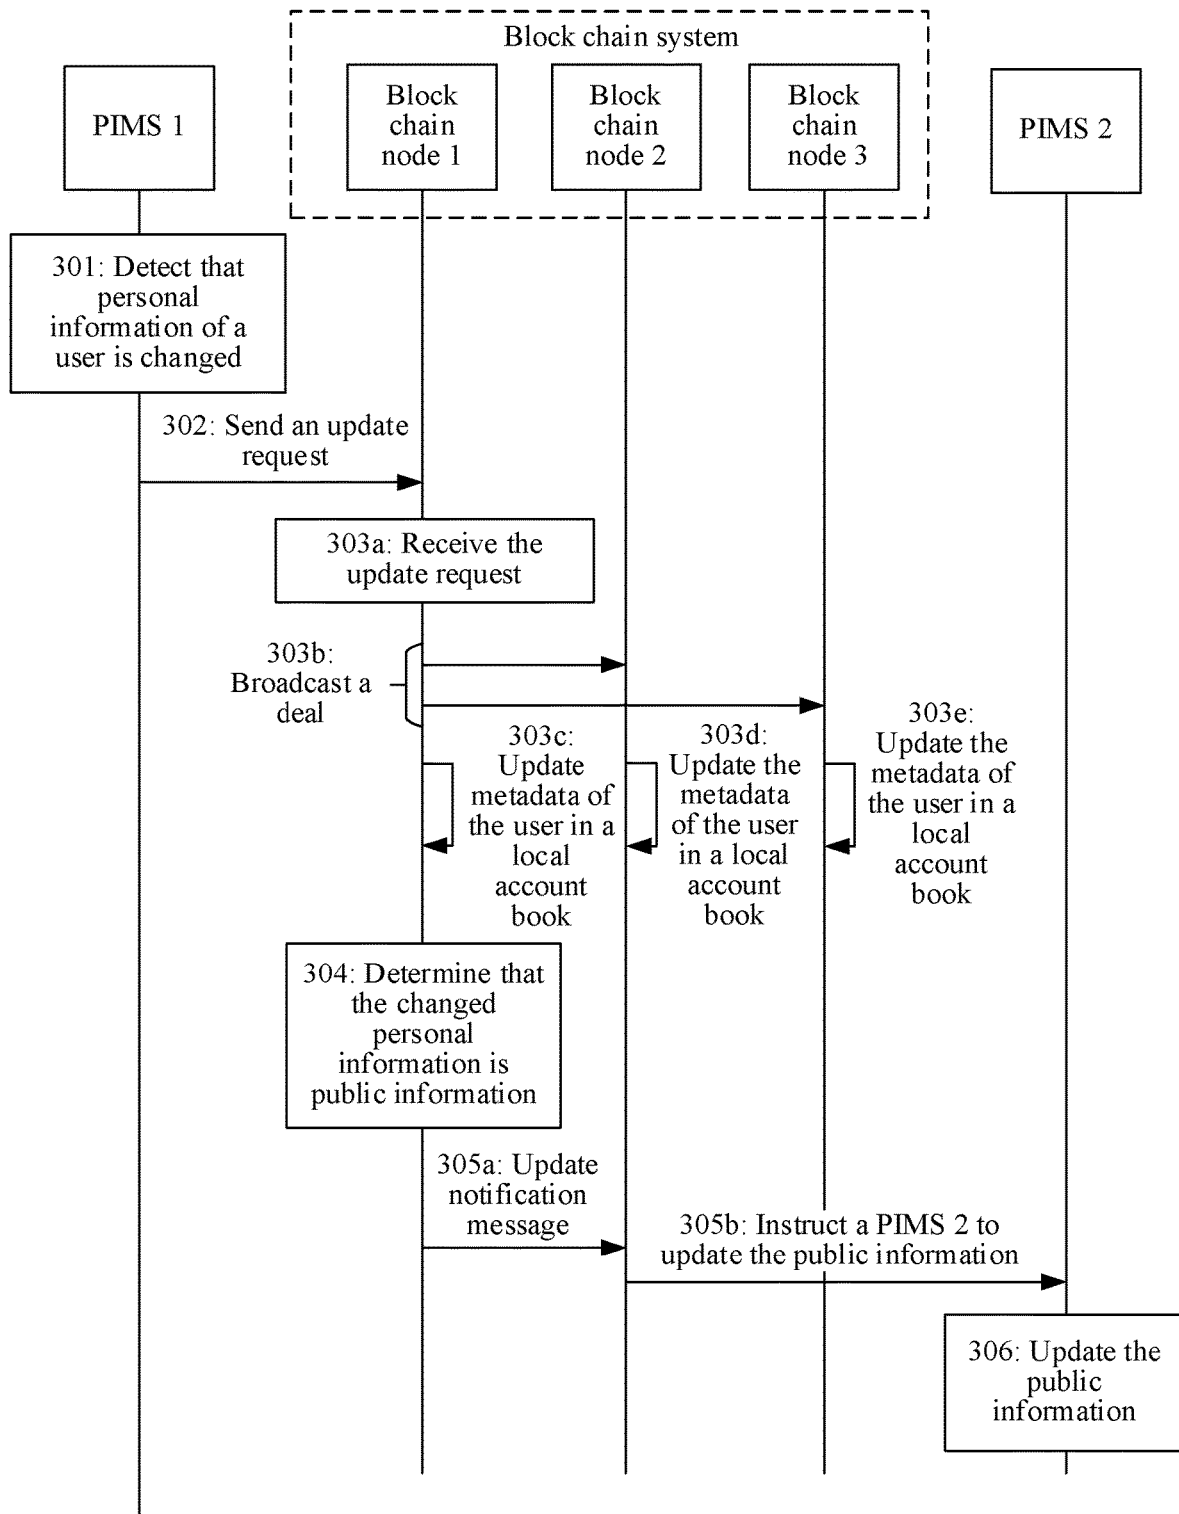 Block chain system
PIMS 1
Block
chain
node 1
Block
chain
node 2
Block
chain
node 3
PIMS 2
301: Detect that
personal
information of a
user is changed
302: Send an update
request
303a: Receive the
update request
303b:
Broadcast a
deal
303c:
Update
metadata of
the user in a
local
account
book
303d:
Update the
metadata
of the user
in a local
account
book
303e:
Update the
metadata of
the user in a
local
account
book
304: Determine that
the changed
personal
information is
public information
305a: Update
notification
message
305b: Instruct a PIMS 2 to
update the public information
306: Update the
public
information